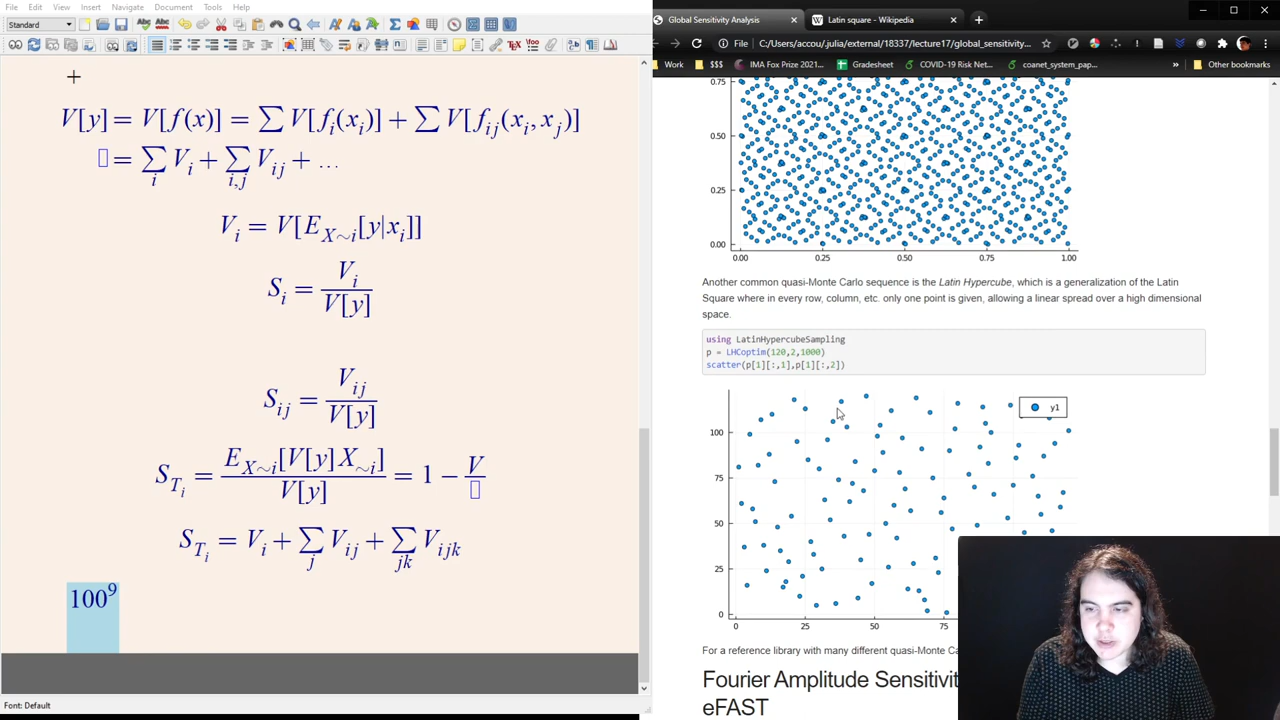 File Edit View Insert Navigate Document Tools Help
Standard
V[y] = V[f(x)] = ∑ V[f_i(x_i)] + ∑ V[f_ij(x_i, x_j)]
□ = ∑_i V_i + ∑_{i,j} V_ij + …
V_i = V[E_{X∼i}[y|x_i]]
S_i = V_i / V[y]
S_ij = V_ij / V[y]
S_{T_i} = E_{X∼i}[V[y]X_{∼i}] / V[y] = 1 − V / □
S_{T_i} = V_i + ∑_j V_ij + ∑_{jk} V_ijk
100^9
Font: Default
Global Sensitivity Analysis
Latin square - Wikipedia
File C:/Users/accou/.julia/external/18337/lecture17/global_sensitivity...
Work $$$ IMA Fox Prize 2021... Gradesheet COVID-19 Risk Net... coanet_system_pap... » Other bookmarks
0.75
0.50
0.25
0.00
0.00 0.25 0.50 0.75 1.00
Another common quasi-Monte Carlo sequence is the Latin Hypercube, which is a generalization of the Latin
Square where in every row, column, etc. only one point is given, allowing a linear spread over a high dimensional
space.
using LatinHypercubeSampling
p = LHCoptim(120,2,1000)
scatter(p[1][:,1],p[1][:,2])
y1
100
75
50
25
0
0 25 50 75
For a reference library with many different quasi-Monte Ca
Fourier Amplitude Sensitivit
eFAST